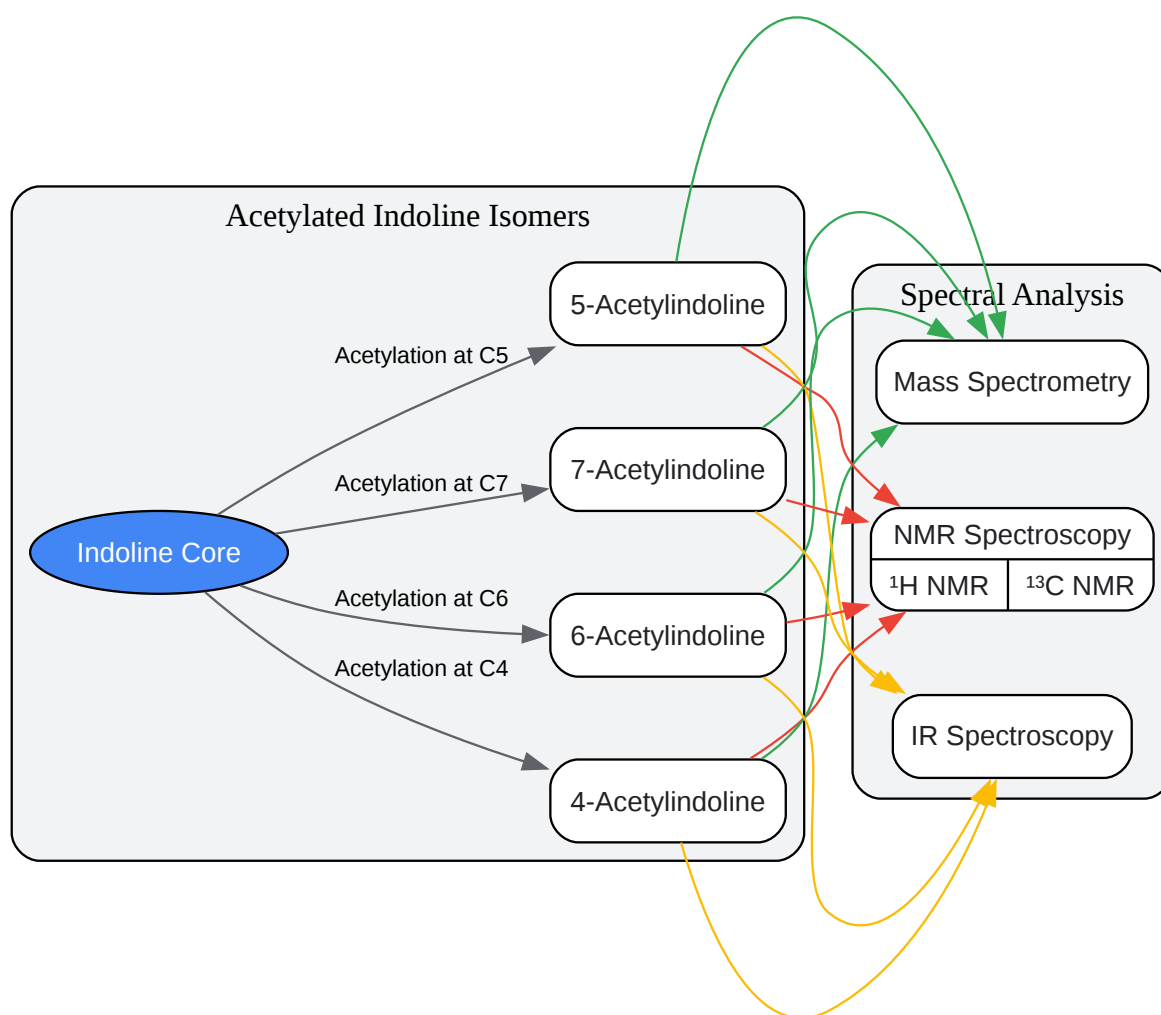 Acetylated Indoline Isomers
5-Acetylindoline
Acetylation at C5
7-Acetylindoline
Acetylation at C7
Indoline Core
Acetylation at C6
6-Acetylindoline
Acetylation at C4
4-Acetylindoline
Spectral Analysis
Mass Spectrometry
NMR Spectroscopy
¹H NMR
¹³C NMR
IR Spectroscopy